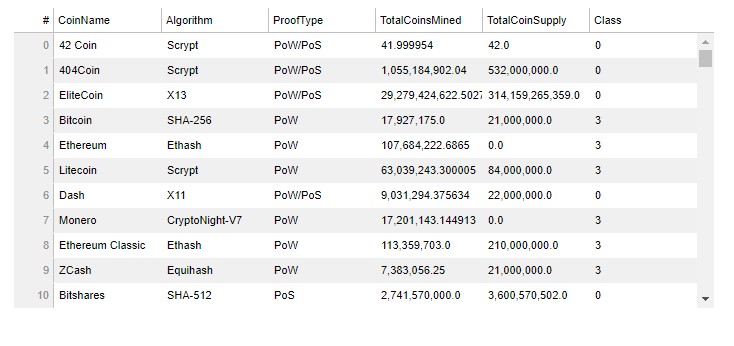 # CoinName Algorithm ProofType TotalCoinsMined TotalCoinSupply Class
0 42 Coin Scrypt PoW/PoS 41.999954 42.0 0
1 404Coin Scrypt PoW/PoS 1,055,184,902.04 532,000,000.0 0
2 EliteCoin X13 PoW/PoS 29,279,424,622.5027 314,159,265,359.0 0
3 Bitcoin SHA-256 PoW 17,927,175.0 21,000,000.0 3
4 Ethereum Ethash PoW 107,684,222.6865 0.0 3
5 Litecoin Scrypt PoW 63,039,243.300005 84,000,000.0 3
6 Dash X11 PoW/PoS 9,031,294.375634 22,000,000.0 0
7 Monero CryptoNight-V7 PoW 17,201,143.144913 0.0 3
8 Ethereum Classic Ethash PoW 113,359,703.0 210,000,000.0 3
9 ZCash Equihash PoW 7,383,056.25 21,000,000.0 3
10 Bitshares SHA-512 PoS 2,741,570,000.0 3,600,570,502.0 0